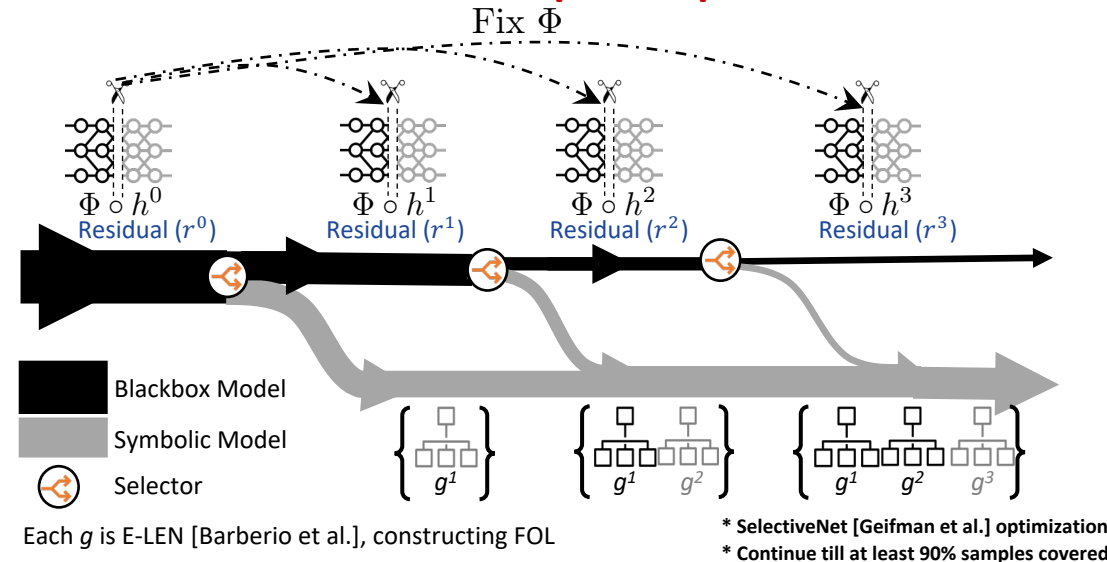 Fix Φ
Φ ∘ h⁰
Φ ∘ h¹
Φ ∘ h²
Φ ∘ h³
Residual (r⁰)
Residual (r¹)
Residual (r²)
Residual (r³)
Blackbox Model
Symbolic Model
Selector
g¹
g¹ g²
g¹ g² g³
Each g is E-LEN [Barberio et al.], constructing FOL
* SelectiveNet [Geifman et al.] optimization
* Continue till at least 90% samples covered